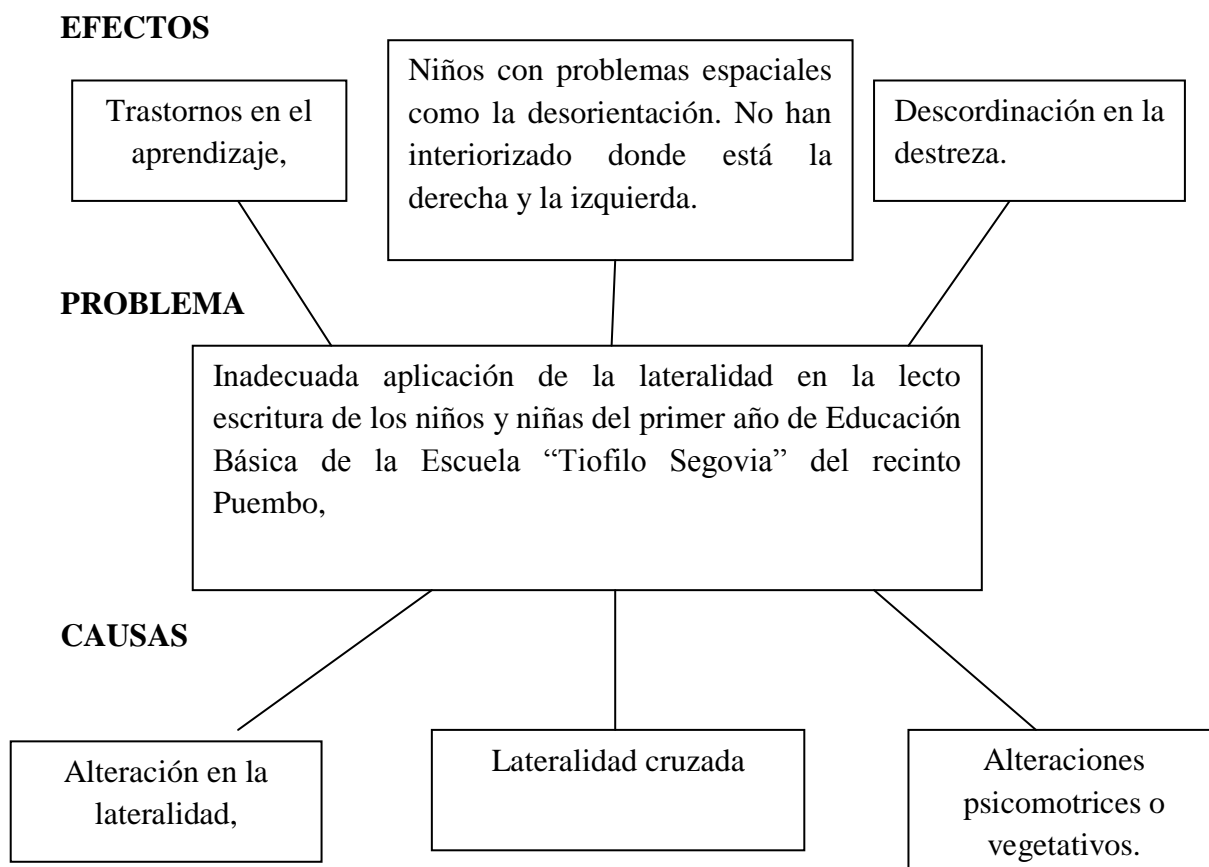 EFECTOS
Trastornos en el
aprendizaje,
Niños con problemas espaciales
como la desorientación. No han
interiorizado donde está la
derecha y la izquierda.
Descordinación en la
destreza.
PROBLEMA
Inadecuada aplicación de la lateralidad en la lecto
escritura de los niños y niñas del primer año de Educación
Básica de la Escuela “Tiofilo Segovia” del recinto
Puembo,
CAUSAS
Alteración en la
lateralidad,
Lateralidad cruzada
Alteraciones
psicomotrices o
vegetativos.